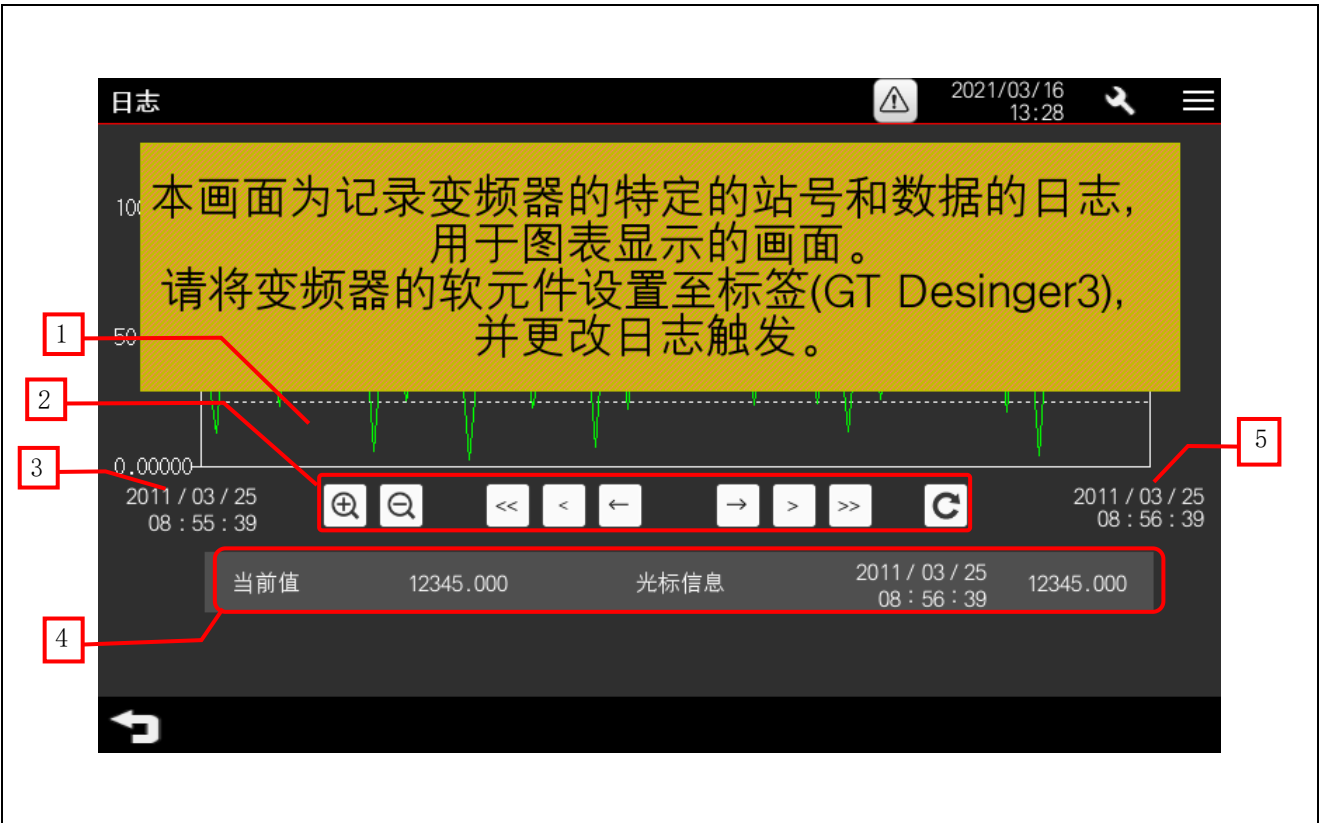 日志
2021/03/16
13:28
本画面为记录变频器的特定的站号和数据的日志,
用于图表显示的画面。
请将变频器的软元件设置至标签(GT Desinger3),
并更改日志触发。
10
50
0.00000
1
2
3
4
5
2011 / 03 / 25
08 : 55 : 39
<< < ← → > >>
2011 / 03 / 25
08 : 56 : 39
当前值 12345.000 光标信息 2011 / 03 / 25 12345.000
08 : 56 : 39